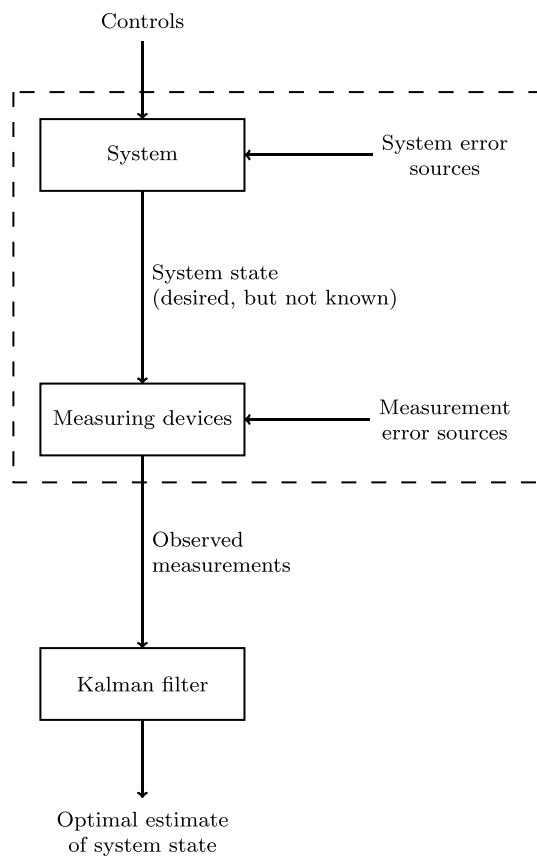 Controls
System
System error
sources
System state
(desired, but not known)
Measuring devices
Measurement
error sources
Observed
measurements
Kalman filter
Optimal estimate
of system state